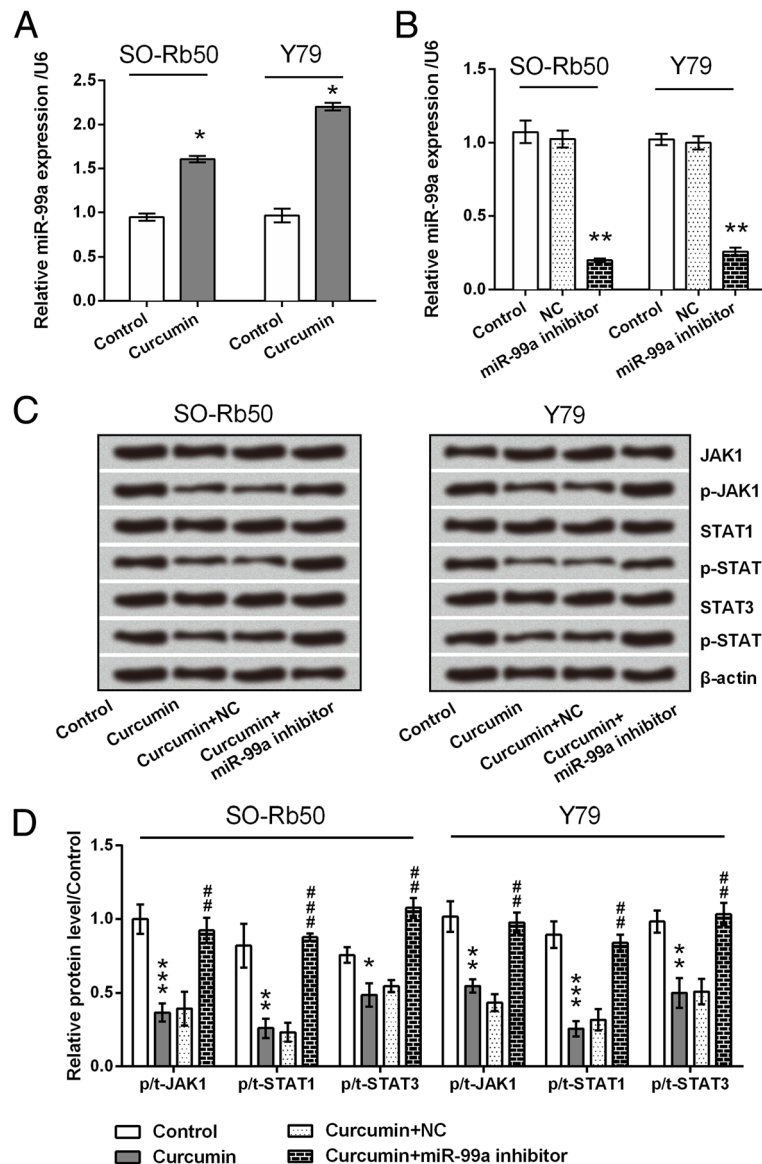 A
SO-Rb50
Y79
Relative miR-99a expression /U6
2.5
2.0
1.5
1.0
0.5
0.0
*
*
Control
Curcumin
Control
Curcumin
B
SO-Rb50
Y79
Relative miR-99a expression /U6
1.5
1.0
0.5
0.0
**
**
Control
NC
miR-99a inhibitor
Control
NC
miR-99a inhibitor
C
SO-Rb50
Y79
JAK1
p-JAK1
STAT1
p-STAT
STAT3
p-STAT
β-actin
Control
Curcumin
Curcumin+NC
Curcumin+
miR-99a inhibitor
Control
Curcumin
Curcumin+NC
Curcumin+
miR-99a inhibitor
D
SO-Rb50
Y79
Relative protein level/Control
1.5
1.0
0.5
0.0
***
##
**
###
*
##
**
##
***
##
**
##
p/t-JAK1
p/t-STAT1
p/t-STAT3
p/t-JAK1
p/t-STAT1
p/t-STAT3
Control
Curcumin
Curcumin+NC
Curcumin+miR-99a inhibitor